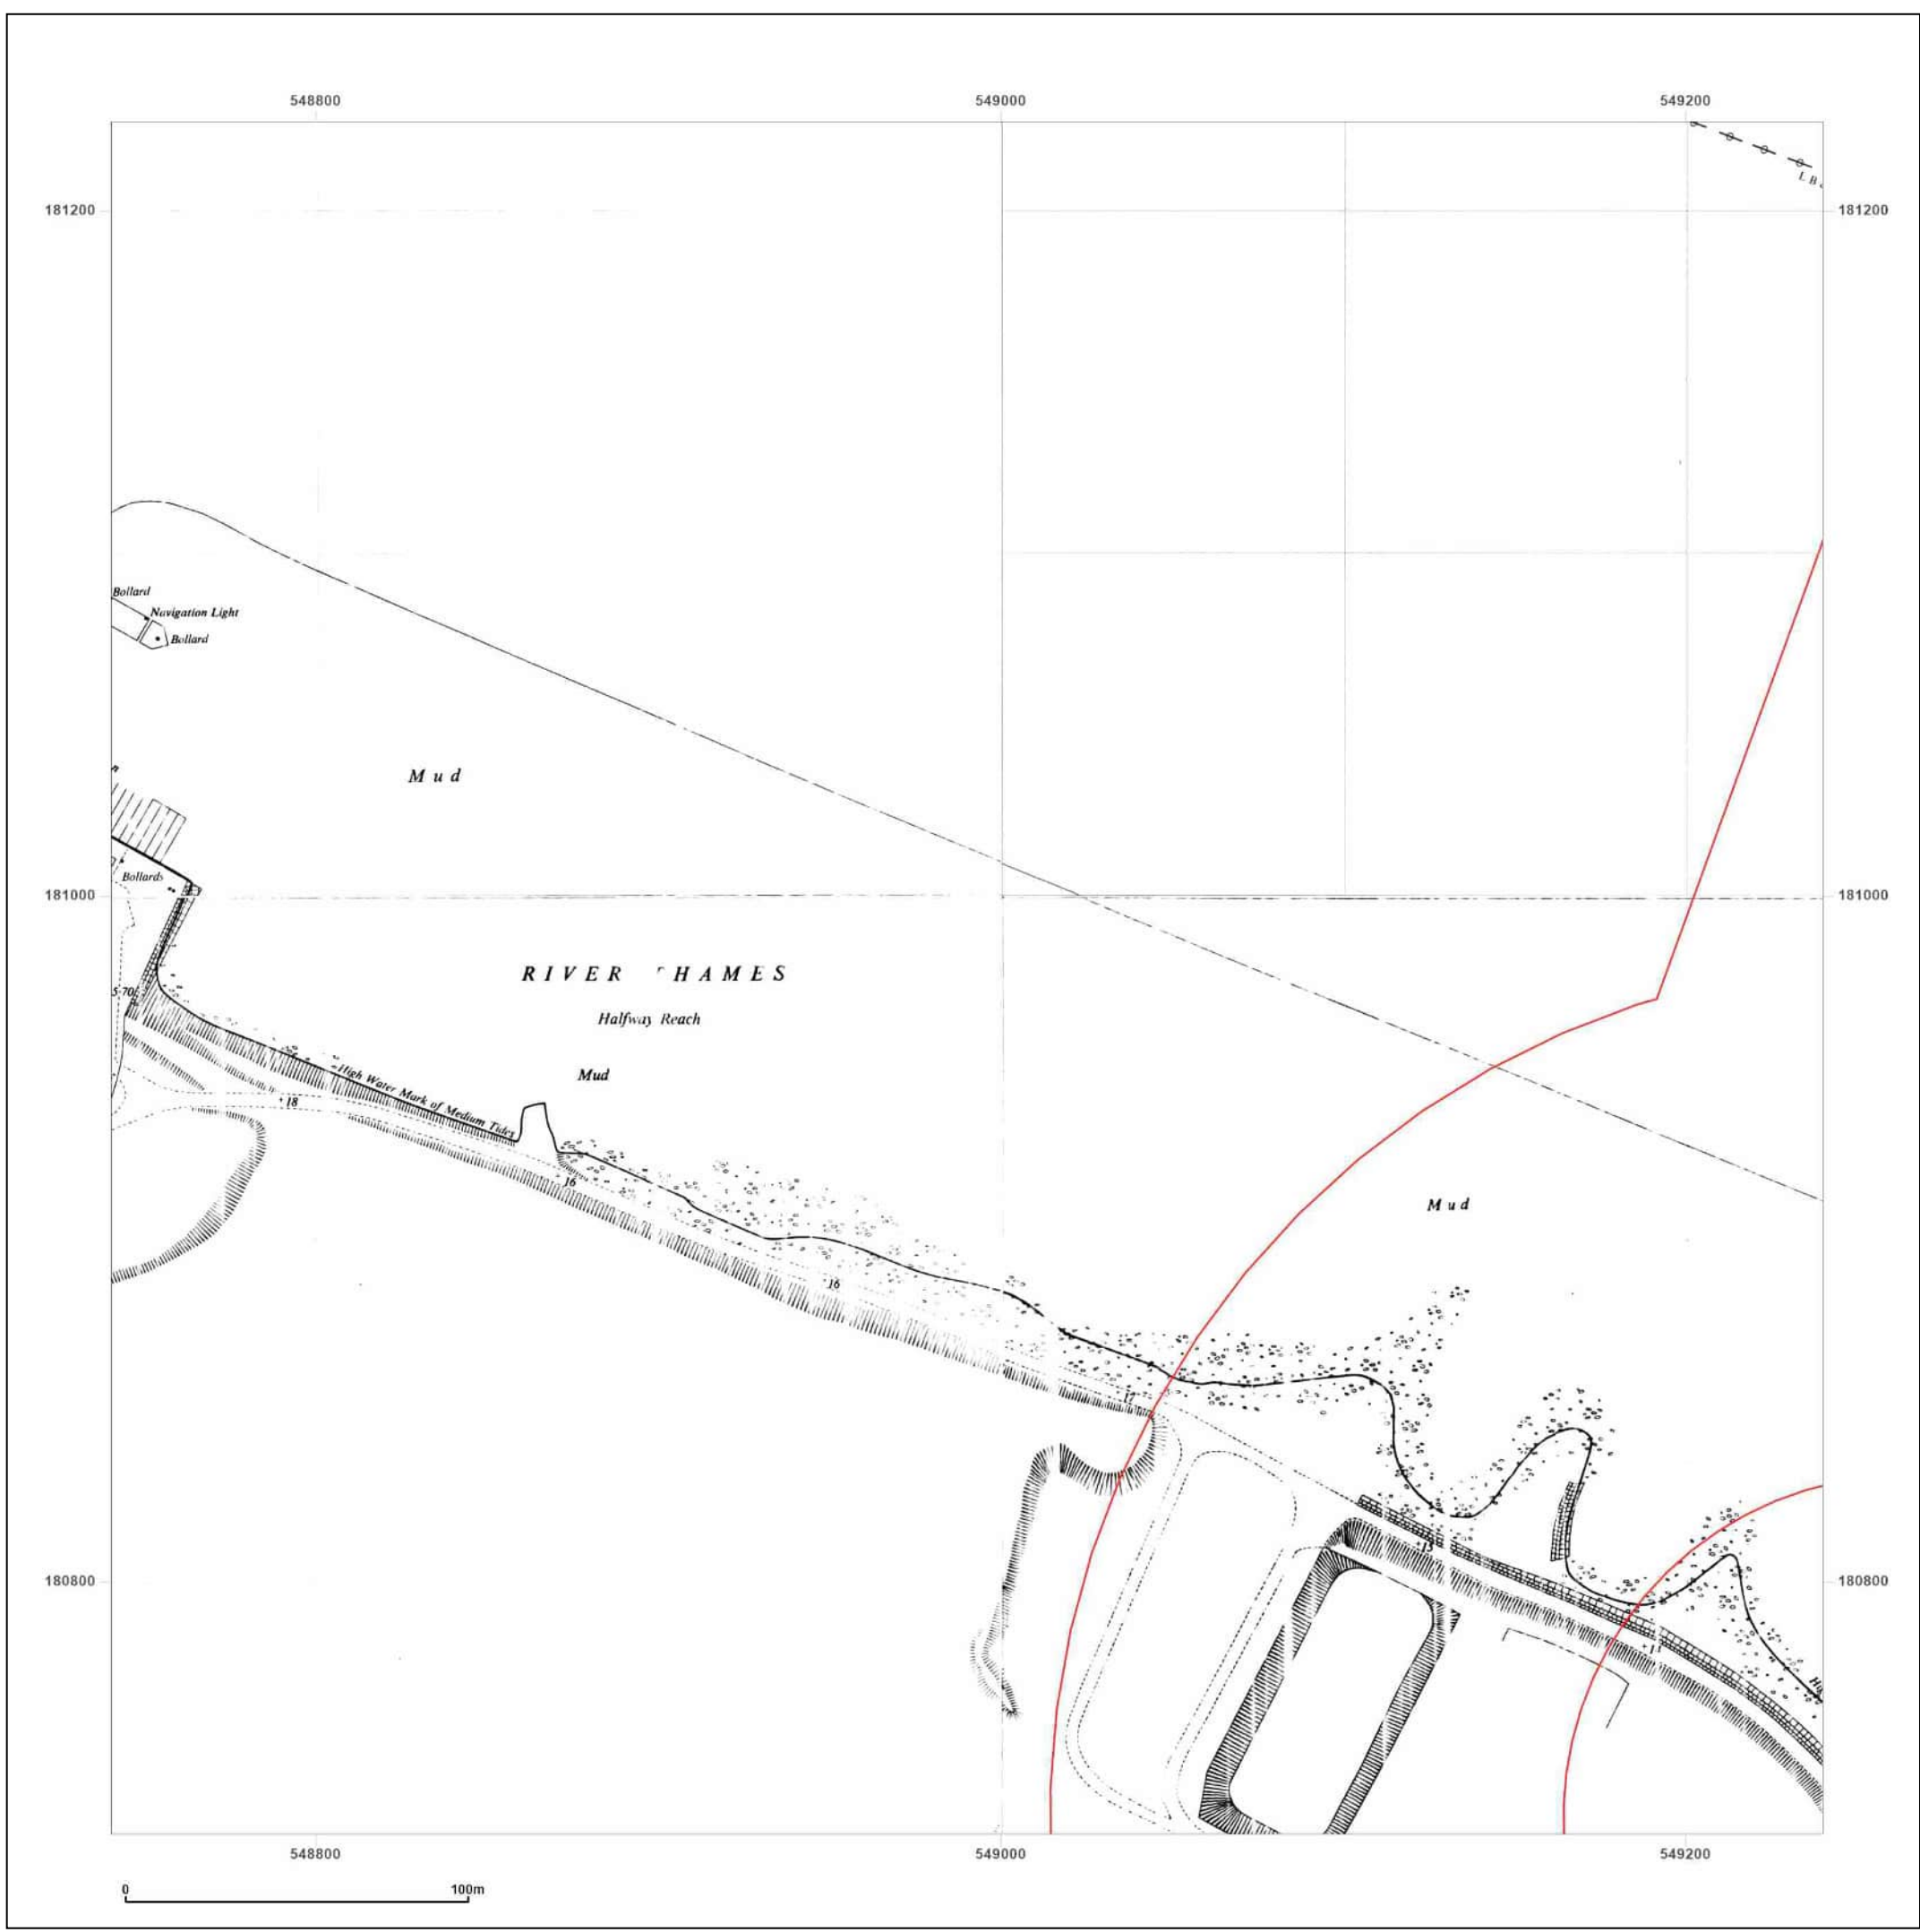 548800 549000 549200
181200 181200
L B
Bollard
Navigation Light
Bollard
Mud
Bollards
181000 181000
RIVER HAMES
Halfway Reach
5·70
Mud
High Water Mark of Medium Tides
+18
16
Mud
16
17
+15
180800 180800
548800 549000 549200
0 100m